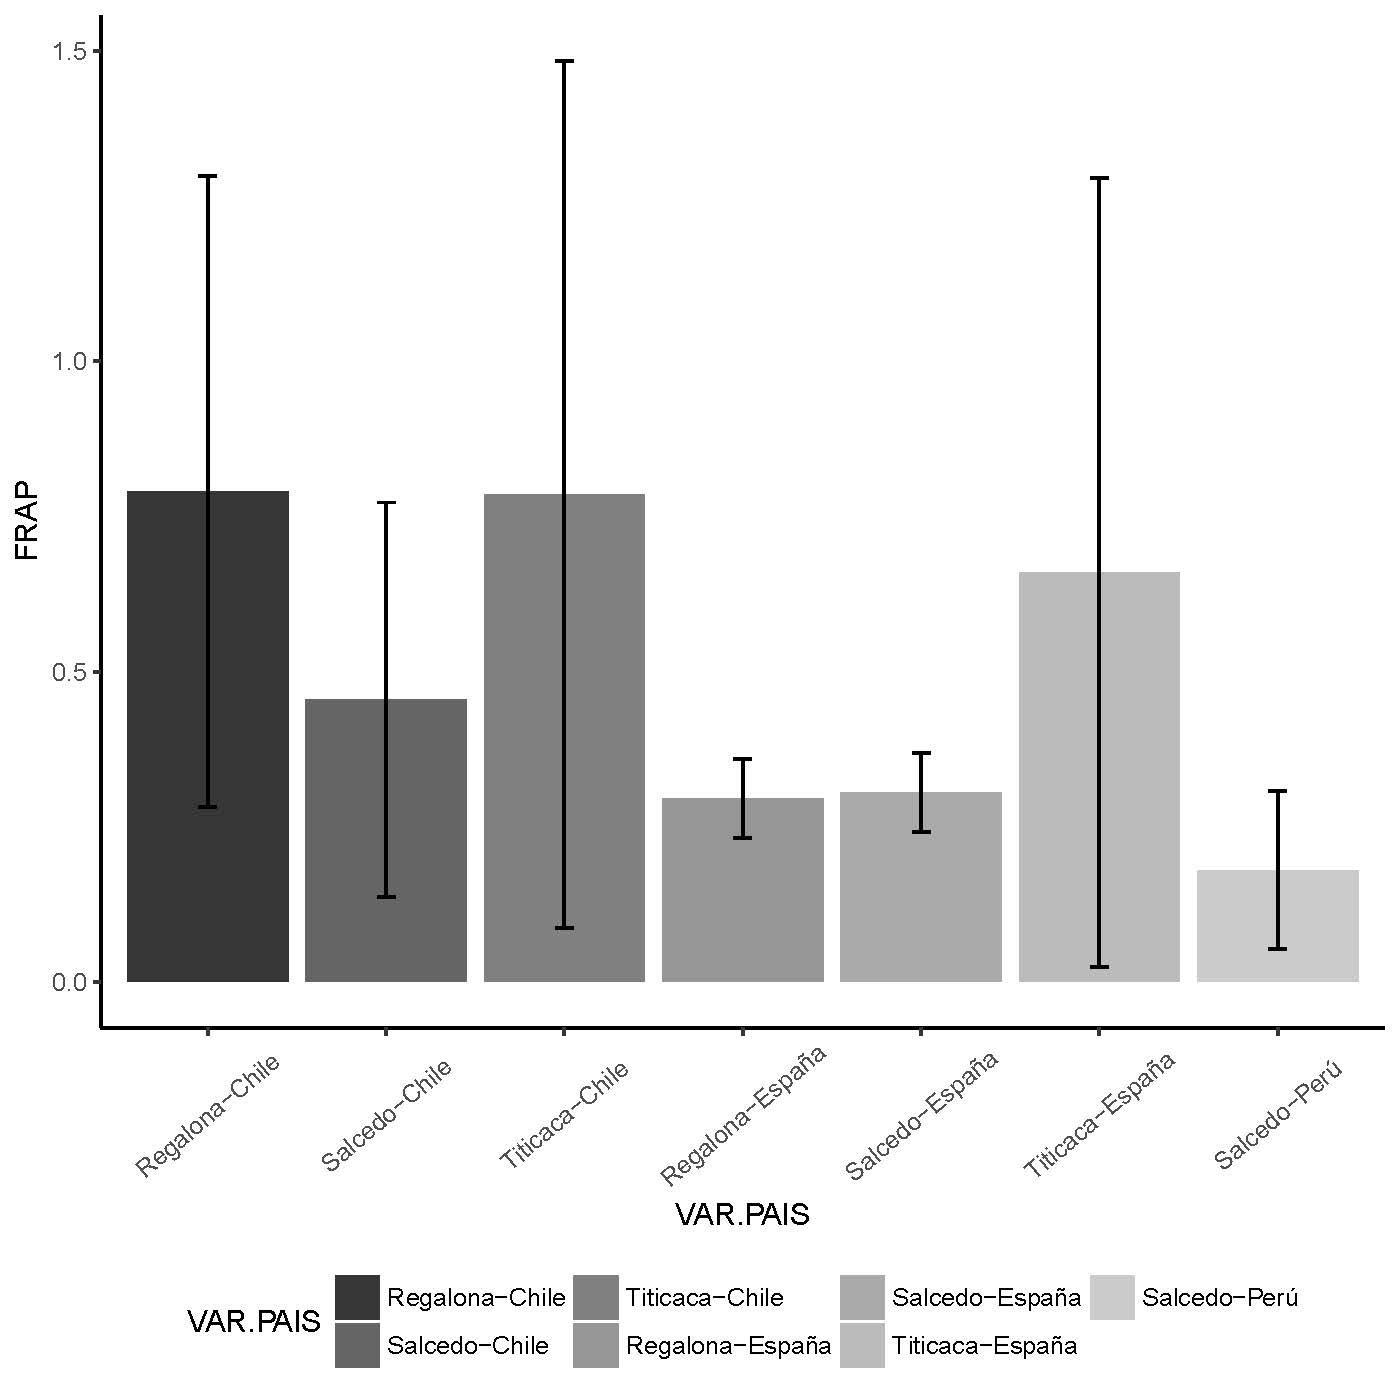 1.5
1.0
0.5
0.0
FRAP
Regalona-Chile
Salcedo-Chile
Titicaca-Chile
Regalona-España
Salcedo-España
Titicaca-España
Salcedo-Perú
VAR.PAIS
VAR.PAIS
Regalona-Chile
Titicaca-Chile
Salcedo-España
Salcedo-Perú
Salcedo-Chile
Regalona-España
Titicaca-España